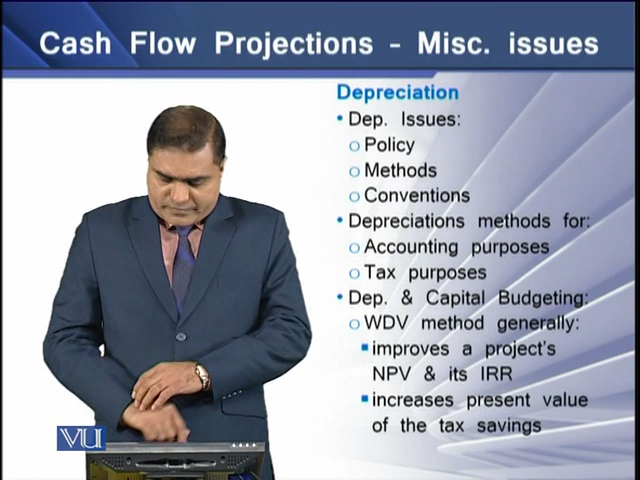 Cash Flow Projections - Misc. issues
Depreciation
• Dep. Issues:
o Policy
o Methods
o Conventions
• Depreciations methods for:
o Accounting purposes
o Tax purposes
• Dep. & Capital Budgeting:
o WDV method generally:
▪ improves a project's
NPV & its IRR
▪ increases present value
of the tax savings
VU